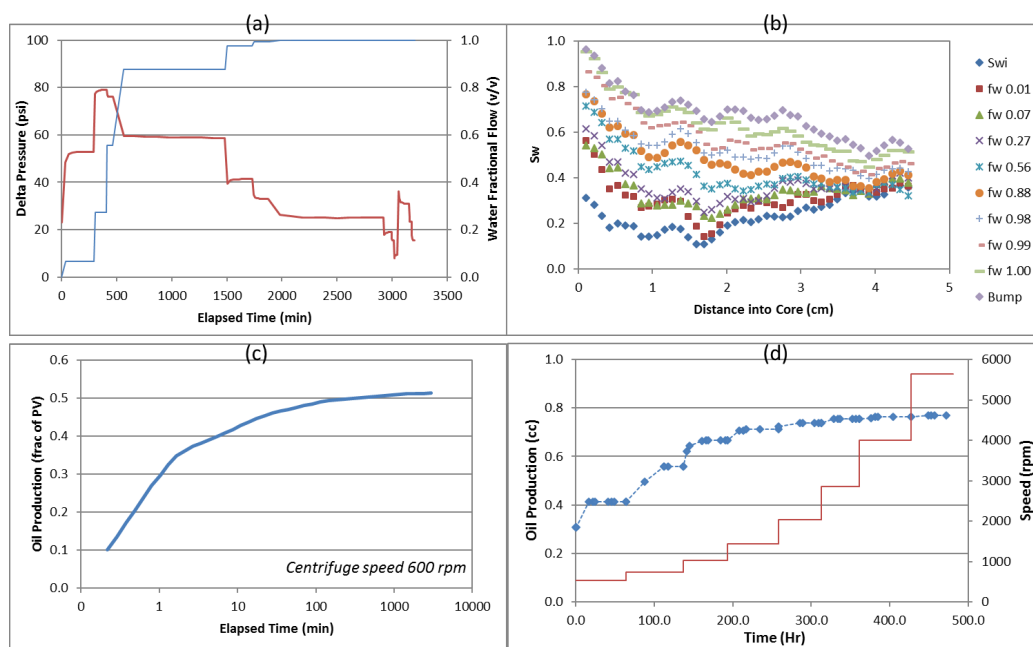 (a)
Delta Pressure (psi)
100
80
60
40
20
0
Water Fractional Flow (v/v)
1.0
0.8
0.6
0.4
0.2
0.0
0 500 1000 1500 2000 2500 3000 3500
Elapsed Time (min)
(b)
Sw
1.0
0.8
0.6
0.4
0.2
0.0
0 1 2 3 4 5
Distance into Core (cm)
Swi
fw 0.01
fw 0.07
fw 0.27
fw 0.56
fw 0.88
fw 0.98
fw 0.99
fw 1.00
Bump
(c)
Oil Production (frac of PV)
0.6
0.5
0.4
0.3
0.2
0.1
0.0
Centrifuge speed 600 rpm
0 1 10 100 1000 10000
Elapsed Time (min)
(d)
Oil Production (cc)
1.0
0.8
0.6
0.4
0.2
0.0
Speed (rpm)
6000
5000
4000
3000
2000
1000
0
0.0 100.0 200.0 300.0 400.0 500.0
Time (Hr)